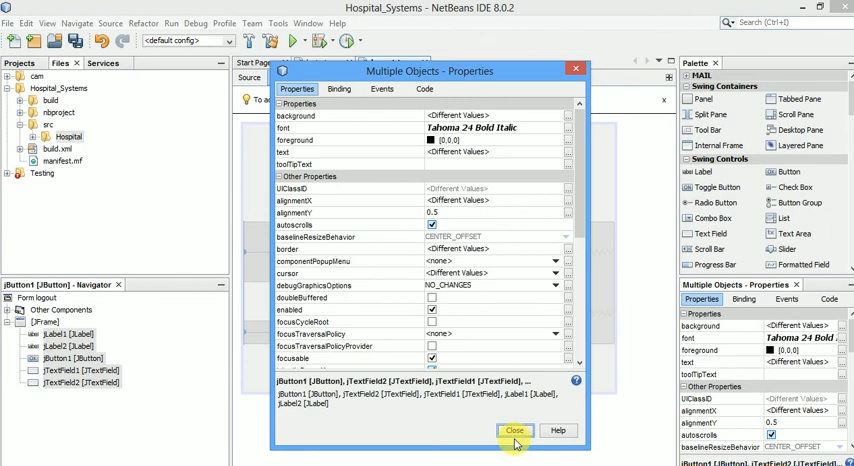 Hospital_Systems - NetBeans IDE 8.0.2
File Edit View Navigate Source Refactor Run Debug Profile Team Tools Window Help
Search (Ctrl+I)
<default config>
Projects Files Services
cam
Hospital_Systems
build
nbproject
src
Hospital
build.xml
manifest.mf
Testing
Start Pag
Source
Multiple Objects - Properties
Properties Binding Events Code
Properties
background <Different Values>
font Tahoma 24 Bold Italic
foreground [0,0,0]
text <Different Values>
toolTipText
Other Properties
UIClassID <Different Values>
alignmentX <Different Values>
alignmentY 0.5
autoscrolls
baselineResizeBehavior CENTER_OFFSET
border <Different Values>
componentPopupMenu <none>
cursor <Different Values>
debugGraphicsOptions NO_CHANGES
doubleBuffered
enabled
focusCycleRoot
focusTraversalPolicy <none>
focusTraversalPolicyProvider
focusable
jButton1 [JButton], jTextField2 [JTextField], jTextField1 [JTextField], ...
jButton1 [JButton], jTextField2 [JTextField], jTextField1 [JTextField], jLabel1 [JLabel],
jLabel2 [JLabel]
Close Help
Palette
MAIL
Swing Containers
Panel Tabbed Pane
Split Pane Scroll Pane
Tool Bar Desktop Pane
Internal Frame Layered Pane
Swing Controls
label Label OK Button
Toggle Button Check Box
Radio Button Button Group
Combo Box List
Text Field Text Area
Scroll Bar Slider
Progress Bar Formatted Field
jButton1 [JButton] - Navigator
Form logout
Other Components
[JFrame]
label jLabel1 [JLabel]
label jLabel2 [JLabel]
OK jButton1 [JButton]
jTextField1 [JTextField]
jTextField2 [JTextField]
Multiple Objects - Properties
Properties Binding Events Code
Properties
background <Different Values>
font Tahoma 24 Bold
foreground [0,0,0]
text <Different Values>
toolTipText
Other Properties
UIClassID <Different Values>
alignmentX <Different Values>
alignmentY 0.5
autoscrolls
baselineResizeBehavior CENTER_OFFSET
jButton1 [JButton], jTextField2 [JTextField]